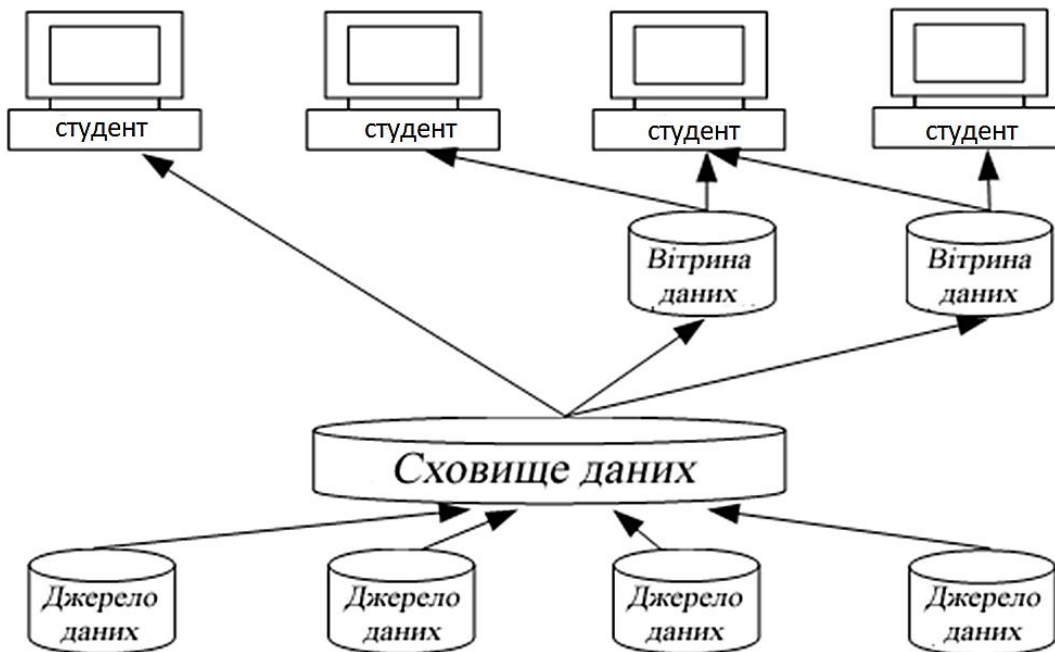 студент
студент
студент
студент
Вітрина
даних
Вітрина
даних
Сховище даних
Джерело
даних
Джерело
даних
Джерело
даних
Джерело
даних